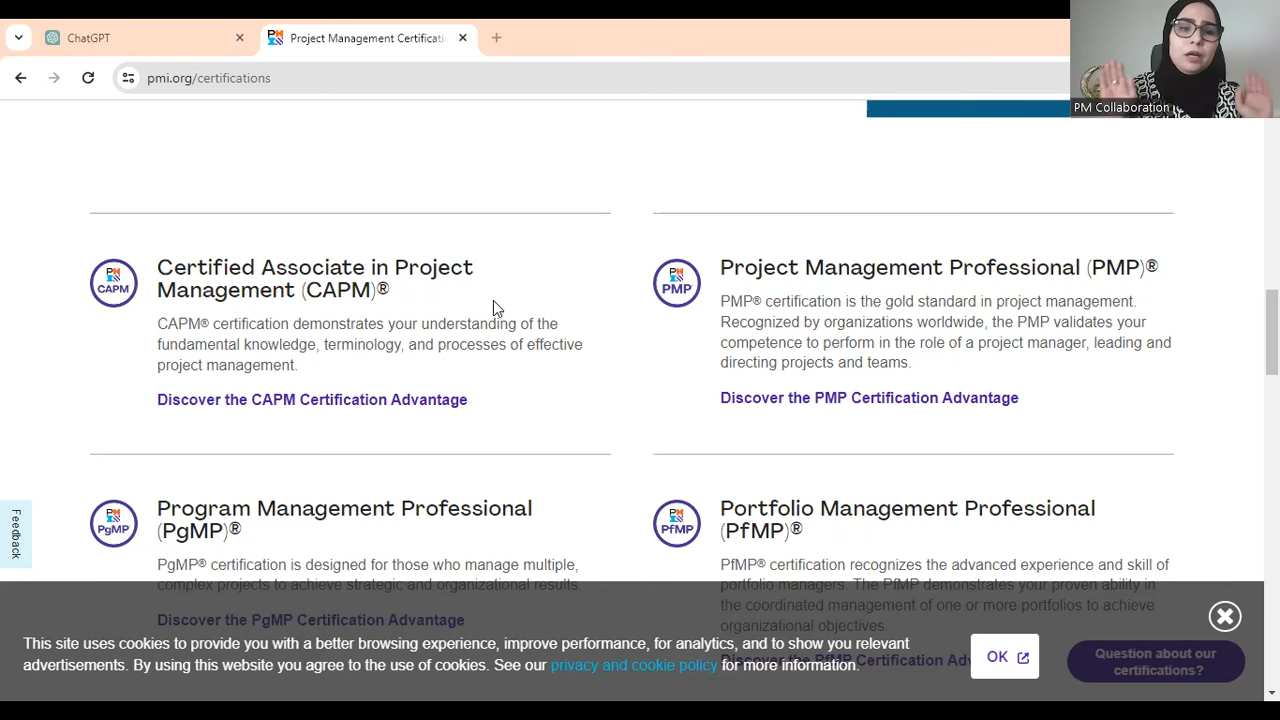 ChatGPT
Project Management Certificati
pmi.org/certifications
PM Collaboration
CAPM
Certified Associate in Project
Management (CAPM)®
CAPM® certification demonstrates your understanding of the
fundamental knowledge, terminology, and processes of effective
project management.
Discover the CAPM Certification Advantage
PMP
Project Management Professional (PMP)®
PMP® certification is the gold standard in project management.
Recognized by organizations worldwide, the PMP validates your
competence to perform in the role of a project manager, leading and
directing projects and teams.
Discover the PMP Certification Advantage
PgMP
Program Management Professional
(PgMP)®
PgMP® certification is designed for those who manage multiple,
complex projects to achieve strategic and organizational results.
Discover the PgMP Certification Advantage
PfMP
Portfolio Management Professional
(PfMP)®
PfMP® certification recognizes the advanced experience and skill of
portfolio managers. The PfMP demonstrates your proven ability in
the coordinated management of one or more portfolios to achieve
organizational objectives.
Discover the PfMP Certification Adv
Feedback
This site uses cookies to provide you with a better browsing experience, improve performance, for analytics, and to show you relevant
advertisements. By using this website you agree to the use of cookies. See our privacy and cookie policy for more information.
OK
Question about our
certifications?